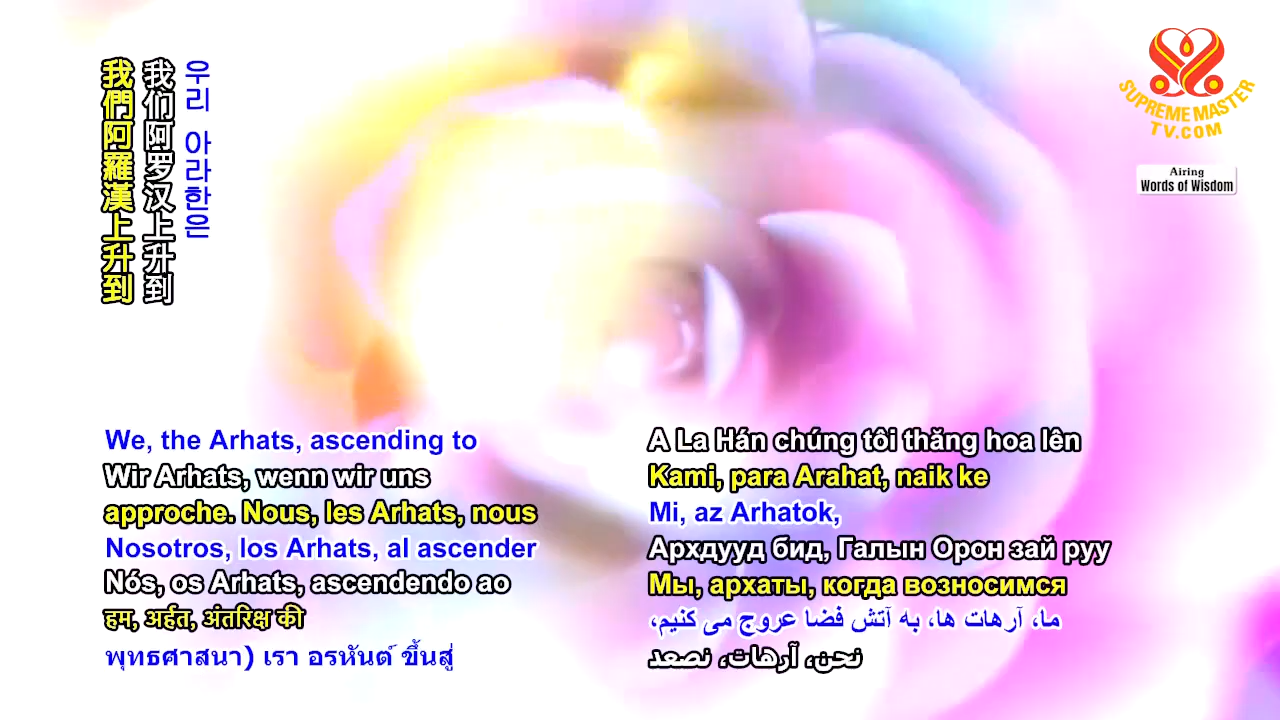 我們阿羅漢上升到
我们阿罗汉上升到
우리 아라한은
SUPREME MASTER
TV.COM
Airing
Words of Wisdom
We, the Arhats, ascending to
Wir Arhats, wenn wir uns
approche. Nous, les Arhats, nous
Nosotros, los Arhats, al ascender
Nós, os Arhats, ascendendo ao
हम, अर्हत, अंतरिक्ष की
พุทธศาสนา) เรา อรหันต์ ขึ้นสู่
A La Hán chúng tôi thăng hoa lên
Kami, para Arahat, naik ke
Mi, az Arhatok,
Архдууд бид, Галын Орон зай руу
Мы, архаты, когда возносимся
ما، آرهات ها، به آتش فضا عروج می کنیم،
نحن، آرهات، نصعد